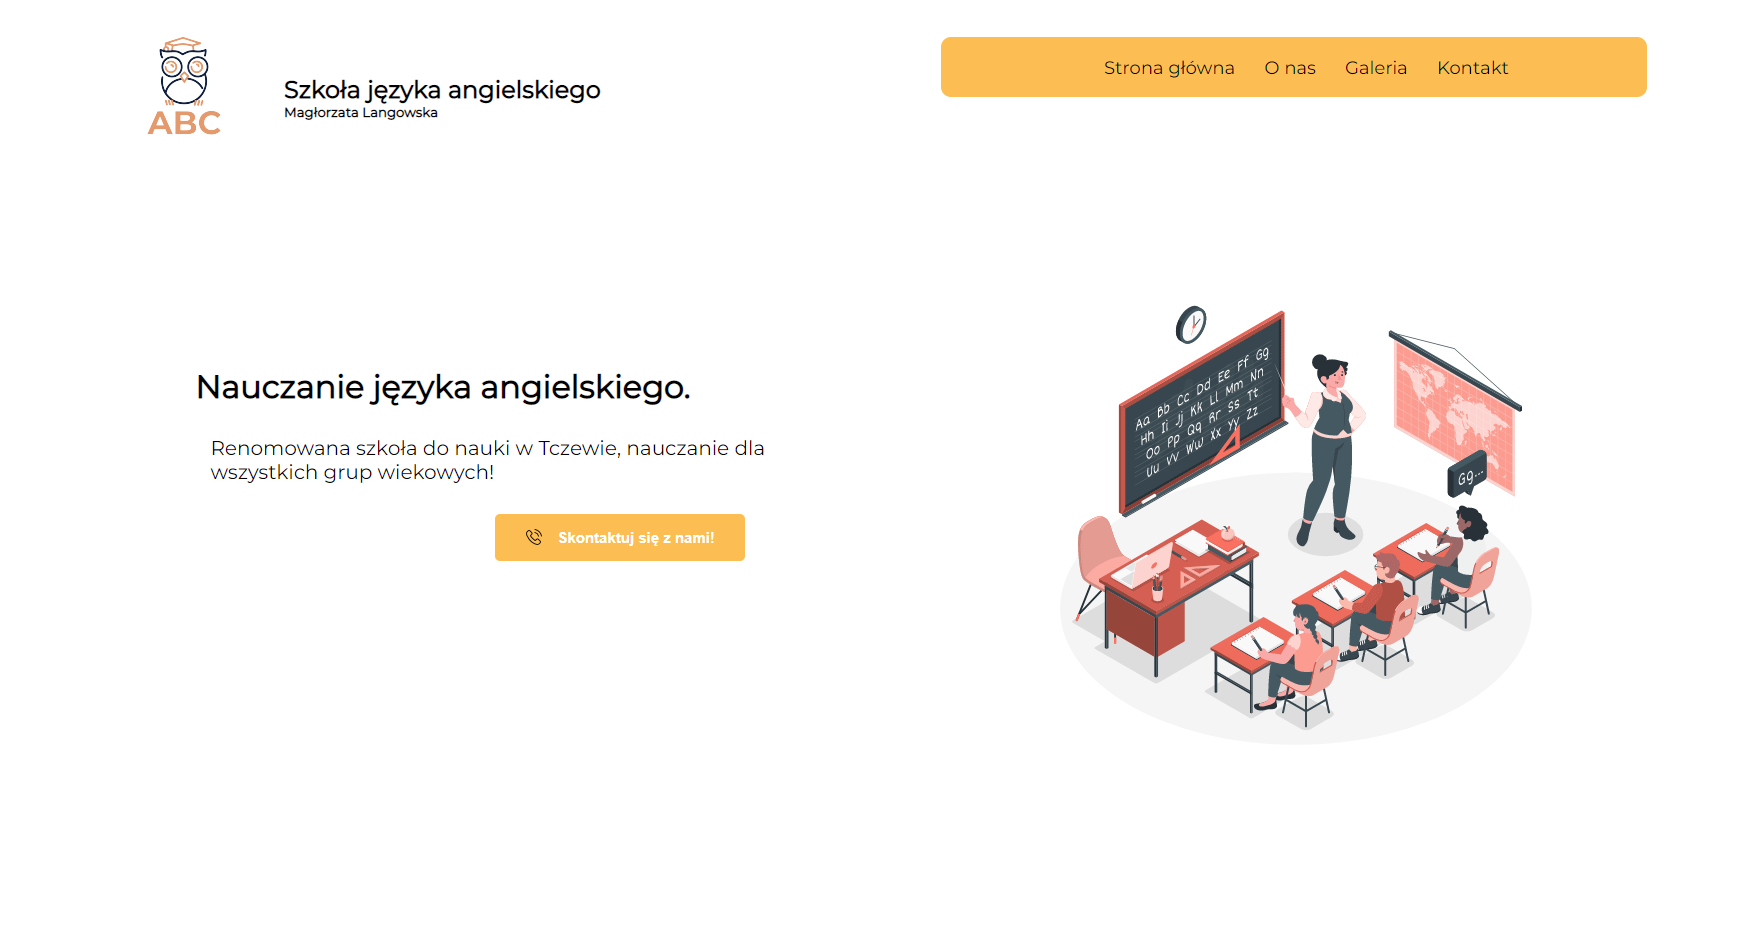 ABC
Szkoła języka angielskiego
Magłorzata Langowska
Strona główna O nas Galeria Kontakt
Nauczanie języka angielskiego.
Renomowana szkoła do nauki w Tczewie, nauczanie dla
wszystkich grup wiekowych!
Skontaktuj się z nami!
Aa Bb Cc Dd Ee Ff Gg
Hh Ii Jj Kk Ll Mm Nn
Oo Pp Qq Rr Ss Tt
Uu Vv Ww Xx Yy Zz
Gg...